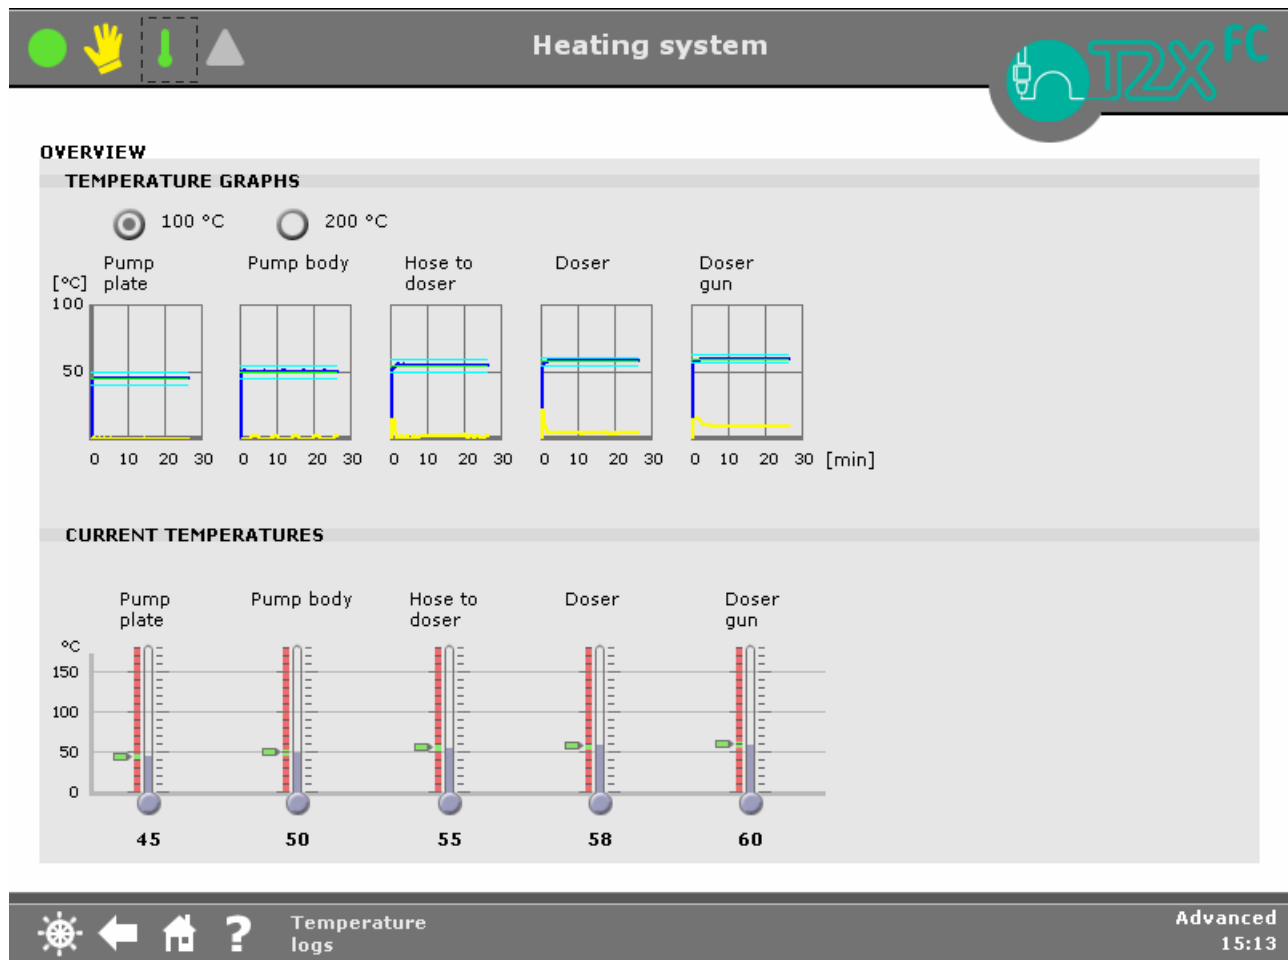 Heating system
T2X FC
OVERVIEW
TEMPERATURE GRAPHS
100 °C 200 °C
Pump Pump body Hose to Doser Doser
[°C] plate doser gun
100
50
0 10 20 30 0 10 20 30 0 10 20 30 0 10 20 30 0 10 20 30 [min]
CURRENT TEMPERATURES
Pump Pump body Hose to Doser Doser
plate doser gun
°C
150
100
50
0
45 50 55 58 60
? Temperature Advanced
logs 15:13